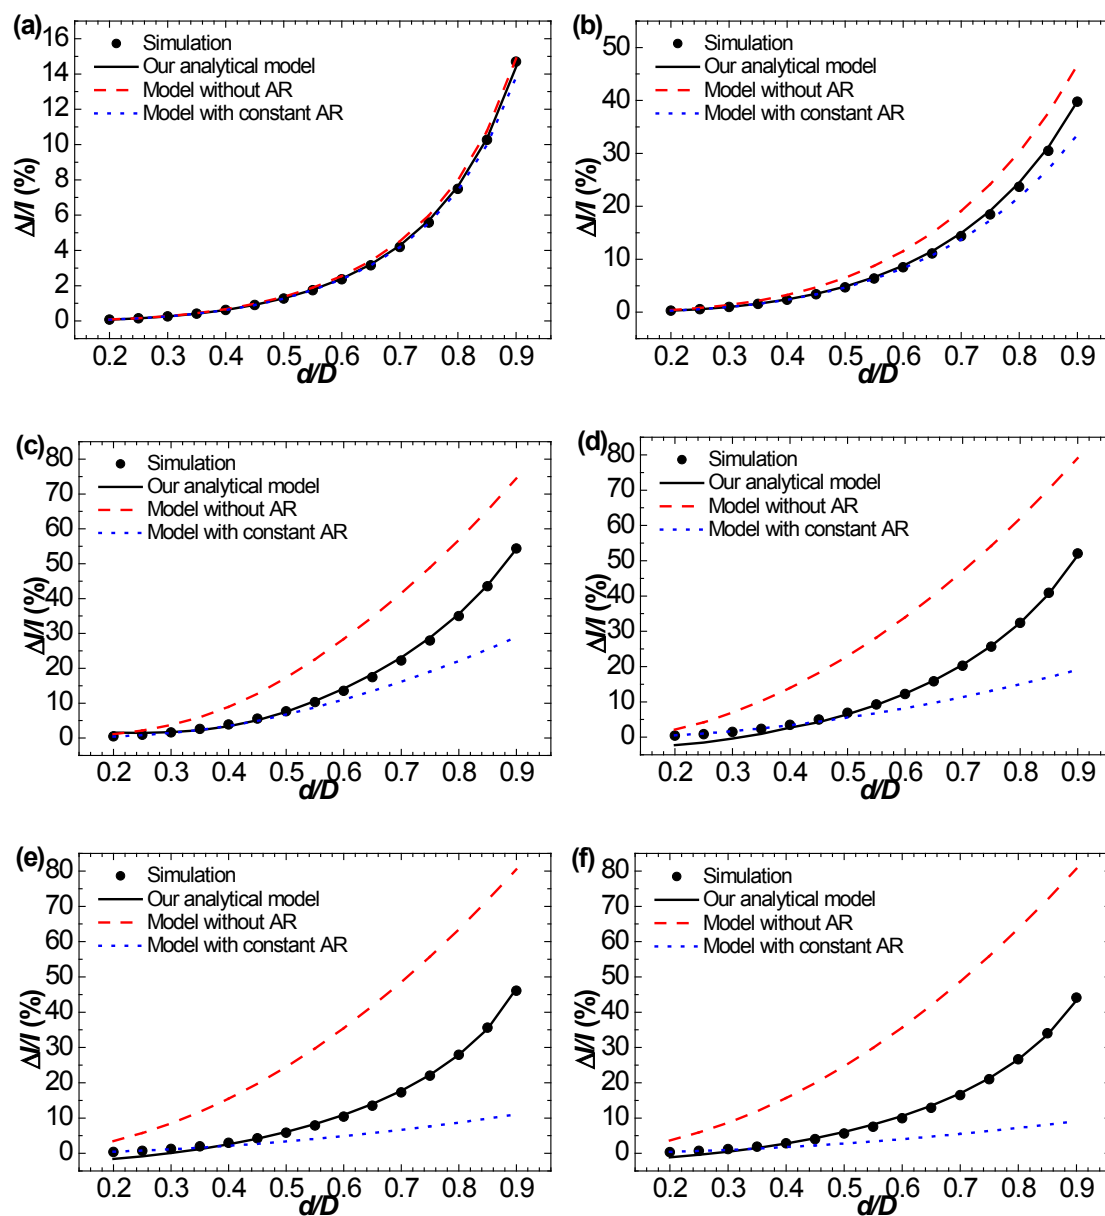 (a)
16
14
12
10
8
6
4
2
0
ΔI/I (%)
Simulation
Our analytical model
Model without AR
Model with constant AR
0.2 0.3 0.4 0.5 0.6 0.7 0.8 0.9
d/D
(b)
50
40
30
20
10
0
ΔI/I (%)
Simulation
Our analytical model
Model without AR
Model with constant AR
0.2 0.3 0.4 0.5 0.6 0.7 0.8 0.9
d/D
(c)
80
70
60
50
40
30
20
10
0
ΔI/I (%)
Simulation
Our analytical model
Model without AR
Model with constant AR
0.2 0.3 0.4 0.5 0.6 0.7 0.8 0.9
d/D
(d)
80
70
60
50
40
30
20
10
0
ΔI/I (%)
Simulation
Our analytical model
Model without AR
Model with constant AR
0.2 0.3 0.4 0.5 0.6 0.7 0.8 0.9
d/D
(e)
80
70
60
50
40
30
20
10
0
ΔI/I (%)
Simulation
Our analytical model
Model without AR
Model with constant AR
0.2 0.3 0.4 0.5 0.6 0.7 0.8 0.9
d/D
(f)
80
70
60
50
40
30
20
10
0
ΔI/I (%)
Simulation
Our analytical model
Model without AR
Model with constant AR
0.2 0.3 0.4 0.5 0.6 0.7 0.8 0.9
d/D